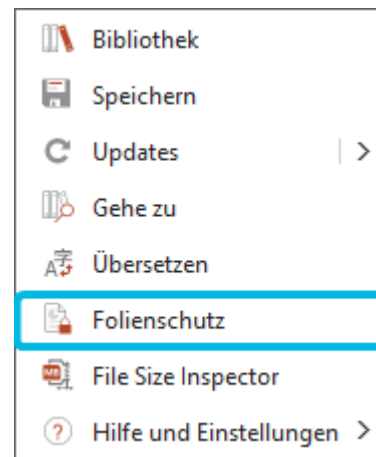 Bibliothek
Speichern
Updates
Gehe zu
Übersetzen
Folienschutz
File Size Inspector
Hilfe und Einstellungen